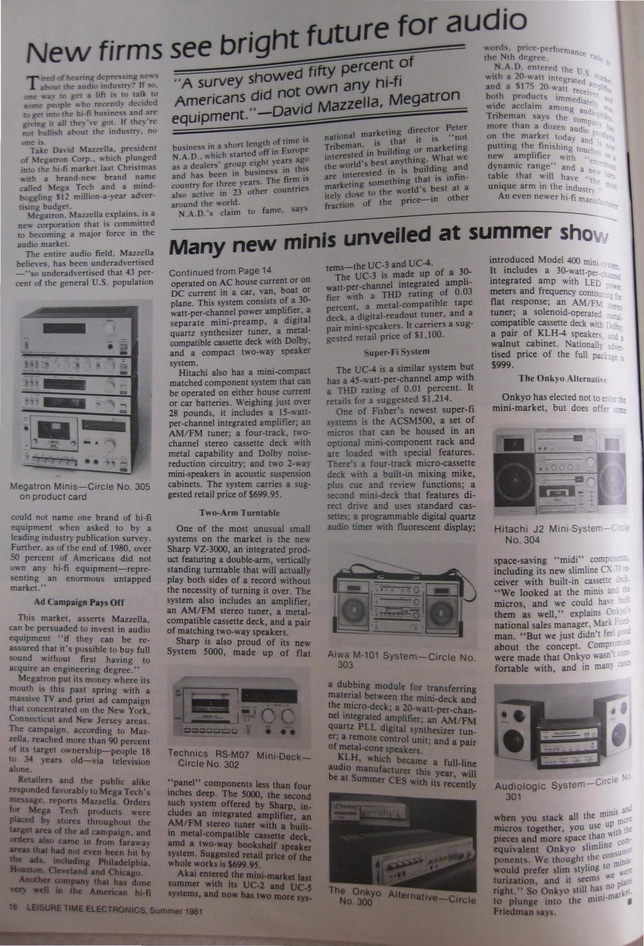 New firms see bright future for audio
Tired of hearing depressing news
about the audio industry? If so,
one way to get a lift is to talk to
some people who recently decided
to get into the hi-fi business and are
giving it all they've got. If they're
not bullish about the industry, no
one is.
Take David Mazzella, president
of Megatron Corp., which plunged
into the hi-fi market last Christmas
with a brand-new brand name
called Mega Tech and a mind-
boggling $12 million-a-year adver-
tising budget.
Megatron, Mazzella explains, is a
new corporation that is committed
to becoming a major force in the
audio market.
The entire audio field, Mazzella
believes, has been underadvertised
—"so underadvertised that 43 per-
cent of the general U.S. population
Megatron Minis—Circle No. 305
on product card
could not name one brand of hi-fi
equipment when asked to by a
leading industry publication survey.
Further, as of the end of 1980, over
50 percent of Americans did not
own any hi-fi equipment—repre-
senting an enormous untapped
market."
Ad Campaign Pays Off
This market, asserts Mazzella,
can be persuaded to invest in audio
equipment "if they can be re-
assured that it's possible to buy full
sound without first having to
acquire an engineering degree."
Megatron put its money where its
mouth is this past spring with a
massive TV and print ad campaign
that concentrated on the New York,
Connecticut and New Jersey areas.
The campaign, according to Maz-
zella, reached more than 90 percent
of its target ownership—people 18
to 34 years old—via television
alone.
Retailers and the public alike
responded favorably to Mega Tech's
message, reports Mazzella. Orders
for Mega Tech products were
placed by stores throughout the
target area of the ad campaign, and
orders also came in from faraway
areas that had not even been hit by
the ads, including Philadelphia,
Houston, Cleveland and Chicago.
Another company that has done
very well in the American hi-fi
"A survey showed fifty percent of
Americans did not own any hi-fi
equipment."—David Mazzella, Megatron
business in a short length of time is
N.A.D., which started off in Europe
as a dealers' group eight years ago
and has been in business in this
country for three years. The firm is
also active in 23 other countries
around the world.
N.A.D.'s claim to fame, says
national marketing director Peter
Tribeman, is that it is "not
interested in building or marketing
the world's best anything. What we
are interested in is building and
marketing something that is infin-
itely close to the world's best at a
fraction of the price—in other
words, price-performance ratio to
the Nth degree.
N.A.D. entered the U.S. market
with a 20-watt integrated amplifier
and a $175 20-watt receiver and
both products immediately
wide acclaim among
Tribeman says the company has
more than a dozen audio products
on the market today and is now
putting the finishing touches on a
new amplifier with
dynamic range" and a new turn-
table that will have "the most
unique arm in the industry."
An even newer hi-fi manufacturer
Many new minis unveiled at summer show
Continued from Page 14
operated on AC house current or on
DC current in a car, van, boat or
plane. This system consists of a 30-
watt-per-channel power amplifier, a
separate mini-preamp, a digital
quartz synthesizer tuner, a metal-
compatible cassette deck with Dolby,
and a compact two-way speaker
system.
Hitachi also has a mini-compact
matched component system that can
be operated on either house current
or car batteries. Weighing just over
28 pounds, it includes a 15-watt-
per-channel integrated amplifier; an
AM/FM tuner; a four-track, two-
channel stereo cassette deck with
metal capability and Dolby noise-
reduction circuitry; and two 2-way
mini-speakers in acoustic suspension
cabinets. The system carries a sug-
gested retail price of $699.95.
Two-Arm Turntable
One of the most unusual small
systems on the market is the new
Sharp VZ-3000, an integrated prod-
uct featuring a double-arm, vertically
standing turntable that will actually
play both sides of a record without
the necessity of turning it over. The
system also includes an amplifier,
an AM/FM stereo tuner, a metal-
compatible cassette deck, and a pair
of matching two-way speakers.
Sharp is also proud of its new
System 5000, made up of flat
Technics RS-M07 Mini-Deck—
Circle No. 302
"panel" components less than four
inches deep. The 5000, the second
such system offered by Sharp, in-
cludes an integrated amplifier, an
AM/FM stereo tuner with a built-
in metal-compatible cassette deck,
amd a two-way bookshelf speaker
system. Suggested retail price of the
whole works is $699.95.
Akai entered the mini-market last
summer with its UC-2 and UC-5
systems, and now has two more sys-
tems—the UC-3 and UC-4.
The UC-3 is made up of a 30-
watt-per-channel integrated ampli-
fier with a THD rating of 0.03
percent, a metal-compatible tape
deck, a digital-readout tuner, and a
pair mini-speakers. It carries a sug-
gested retail price of $1,100.
Super-Fi System
The UC-4 is a similar system but
has a 45-watt-per-channel amp with
a THD rating of 0.01 percent. It
retails for a suggested $1,214.
One of Fisher's newest super-fi
systems is the ACSM500, a set of
micros that can be housed in an
optional mini-component rack and
are loaded with special features.
There's a four-track micro-cassette
deck with a built-in mixing mike,
plus cue and review functions; a
second mini-deck that features di-
rect drive and uses standard cas-
settes; a programmable digital quartz
audio timer with fluorescent display;
Aiwa M-101 System—Circle No.
303
a dubbing module for transferring
material between the mini-deck and
the micro-deck; a 20-watt-per-chan-
nel integrated amplifier; an AM/FM
quartz PLL digital synthesizer tun-
er; a remote control unit; and a pair
of metal-cone speakers.
KLH, which became a full-line
audio manufacturer this year, will
be at Summer CES with its recently
The Onkyo Alternative—Circle
No. 300
introduced Model 400 mini-system.
It includes a 30-watt-per-channel
integrated amp with LED power
meters and frequency contouring for
flat response; an AM/FM stereo
tuner; a solenoid-operated metal-
compatible cassette deck with Dolby;
a pair of KLH-4 speakers, and a
walnut cabinet. Nationally adver-
tised price of the full package is
$999.
The Onkyo Alternative
Onkyo has elected not to enter the
mini-market, but does offer some
Hitachi J2 Mini-System—Circle
No. 304
space-saving "midi" components,
including its new slimline CX-70 re-
ceiver with built-in cassette deck.
"We looked at the minis and the
micros, and we could have built
them as well," explains Onkyo's
national sales manager, Mark Fried-
man. "But we just didn't feel good
about the concept. Compromises
were made that Onkyo wasn't com-
fortable with, and in many cases
Audiologic System—Circle No.
301
when you stack all the minis and
micros together, you use up more
pieces and more space than with the
equivalent Onkyo slimline com-
ponents. We thought the consumer
would prefer slim styling to minia-
turization, and it seems we were
right." So Onkyo still has no plans
to plunge into the mini-market,
Friedman says.
16 LEISURE TIME ELECTRONICS, Summer 1981